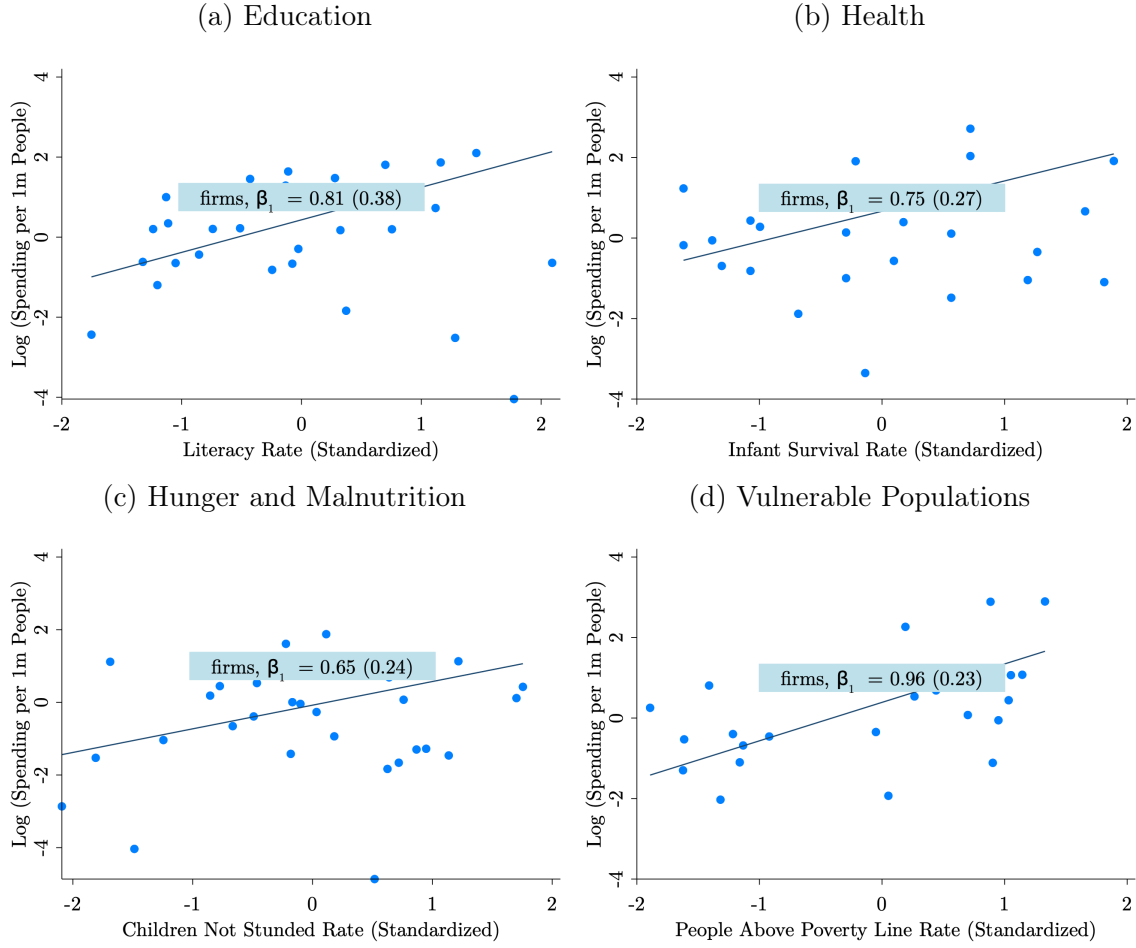 (a) Education
(b) Health
Log (Spending per 1m People)
4
2
0
-2
-4
firms, β₁ = 0.81 (0.38)
-2 -1 0 1 2
Literacy Rate (Standardized)
Log (Spending per 1m People)
4
2
0
-2
-4
firms, β₁ = 0.75 (0.27)
-2 -1 0 1 2
Infant Survival Rate (Standardized)
(c) Hunger and Malnutrition
(d) Vulnerable Populations
Log (Spending per 1m People)
4
2
0
-2
-4
firms, β₁ = 0.65 (0.24)
-2 -1 0 1 2
Children Not Stunded Rate (Standardized)
Log (Spending per 1m People)
4
2
0
-2
-4
firms, β₁ = 0.96 (0.23)
-2 -1 0 1 2
People Above Poverty Line Rate (Standardized)